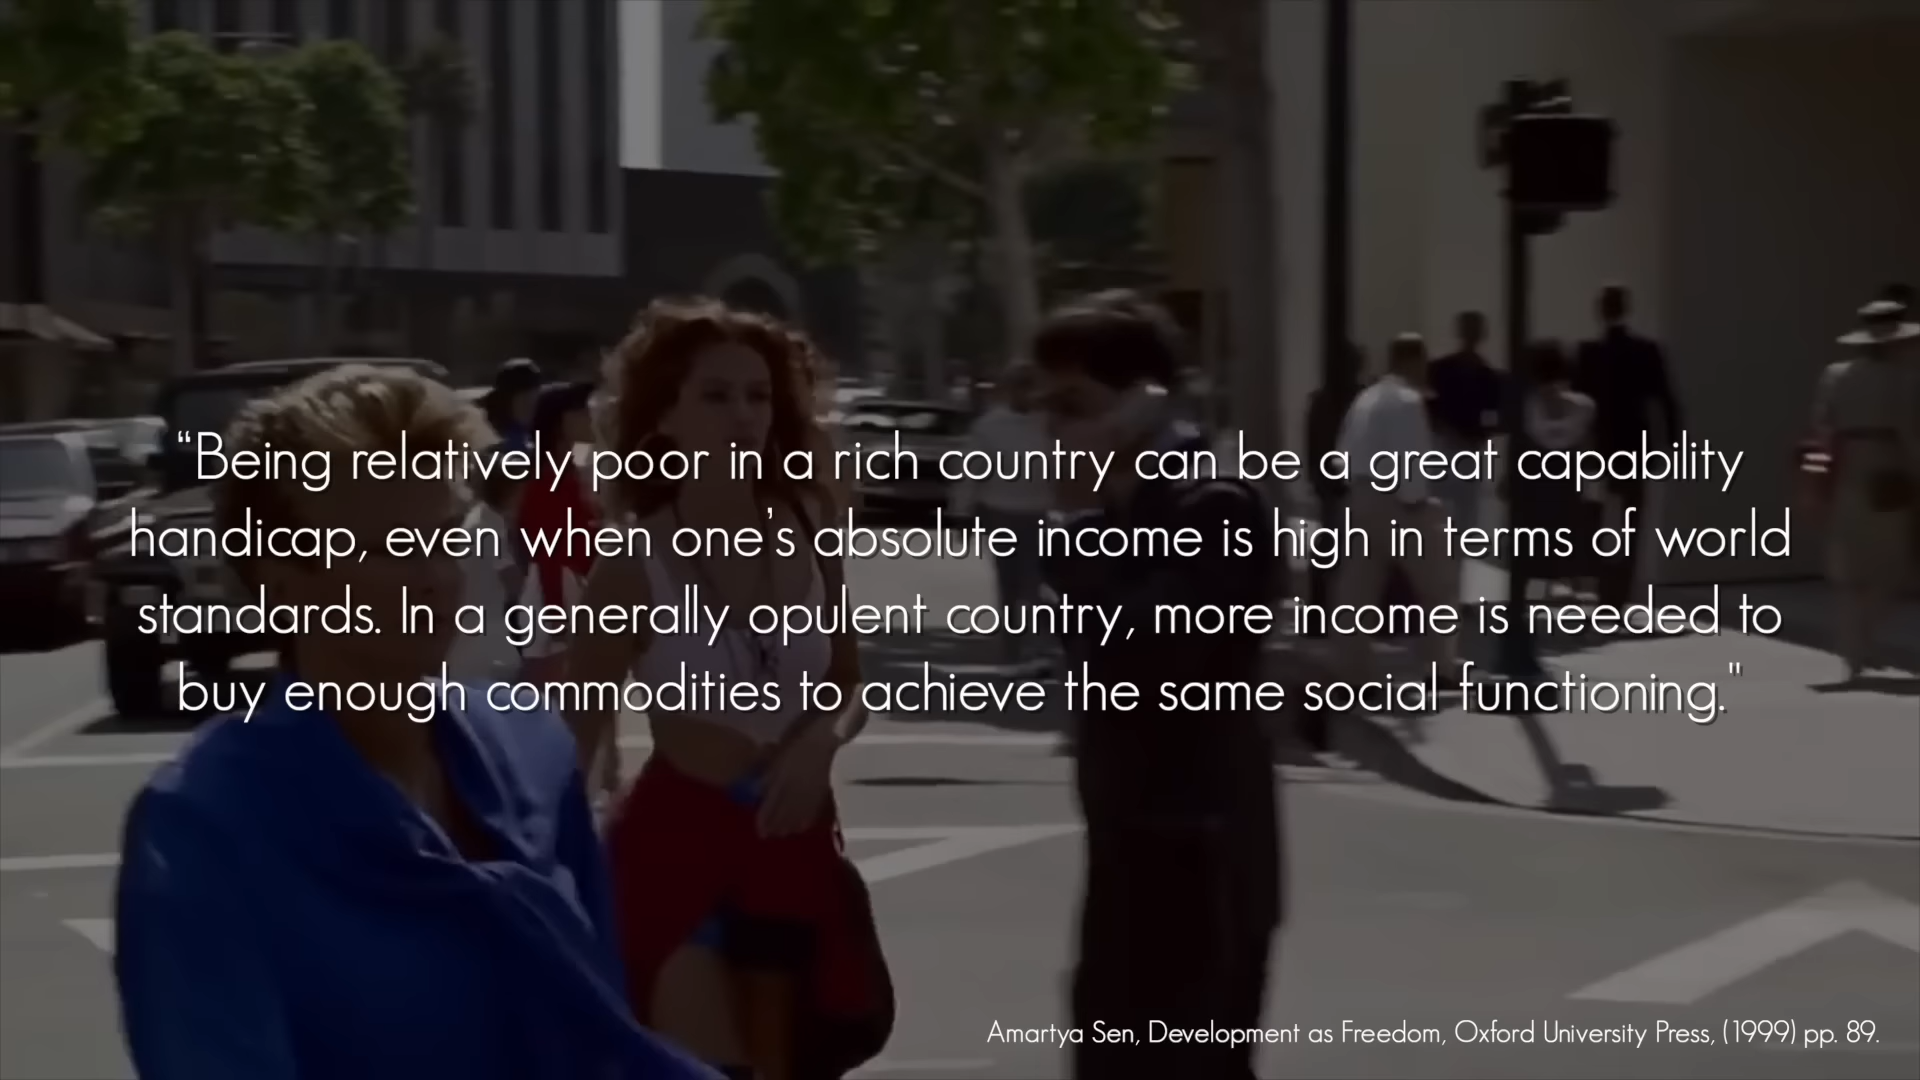 “Being relatively poor in a rich country can be a great capability
handicap, even when one’s absolute income is high in terms of world
standards. In a generally opulent country, more income is needed to
buy enough commodities to achieve the same social functioning."
Amartya Sen, Development as Freedom, Oxford University Press, (1999) pp. 89.